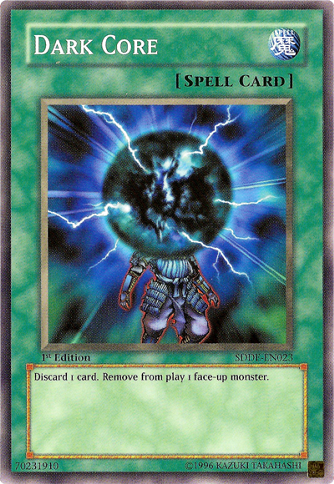 DARK CORE
魔
[SPELL CARD]
1st Edition
SDDE-EN023
Discard 1 card. Remove from play 1 face-up monster.
70231910
©1996 KAZUKI TAKAHASHI